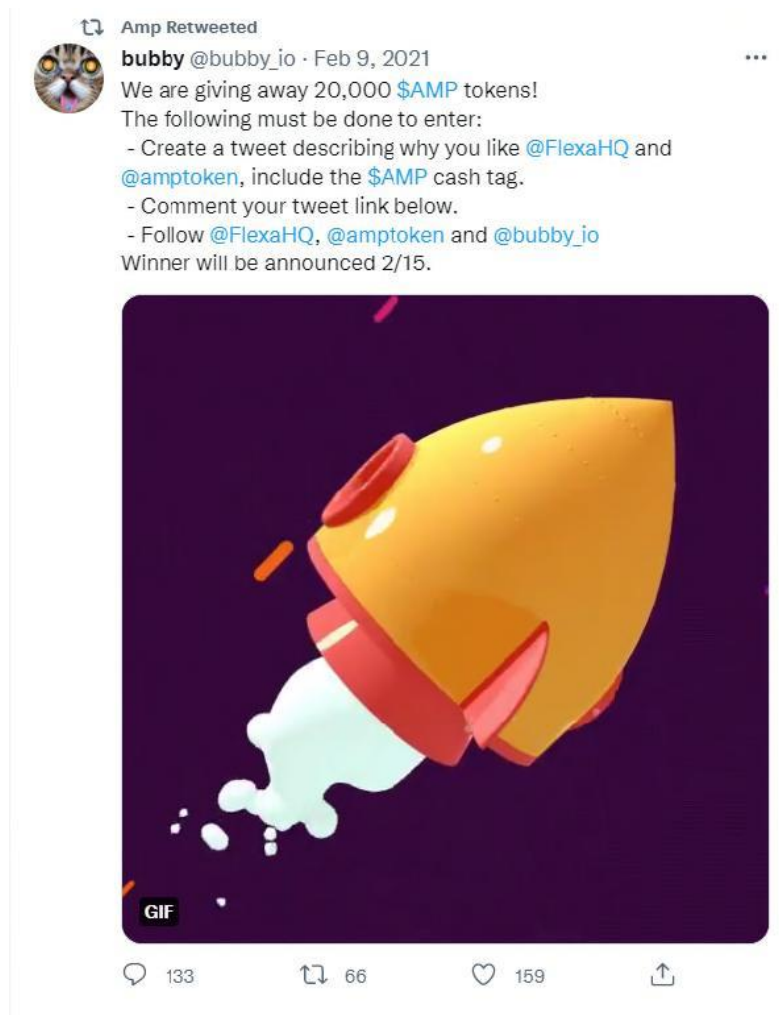 Amp Retweeted
bubby @bubby_io · Feb 9, 2021
We are giving away 20,000 $AMP tokens!
The following must be done to enter:
- Create a tweet describing why you like @FlexaHQ and
@amptoken, include the $AMP cash tag.
- Comment your tweet link below.
- Follow @FlexaHQ, @amptoken and @bubby_io
Winner will be announced 2/15.
GIF
133 66 159